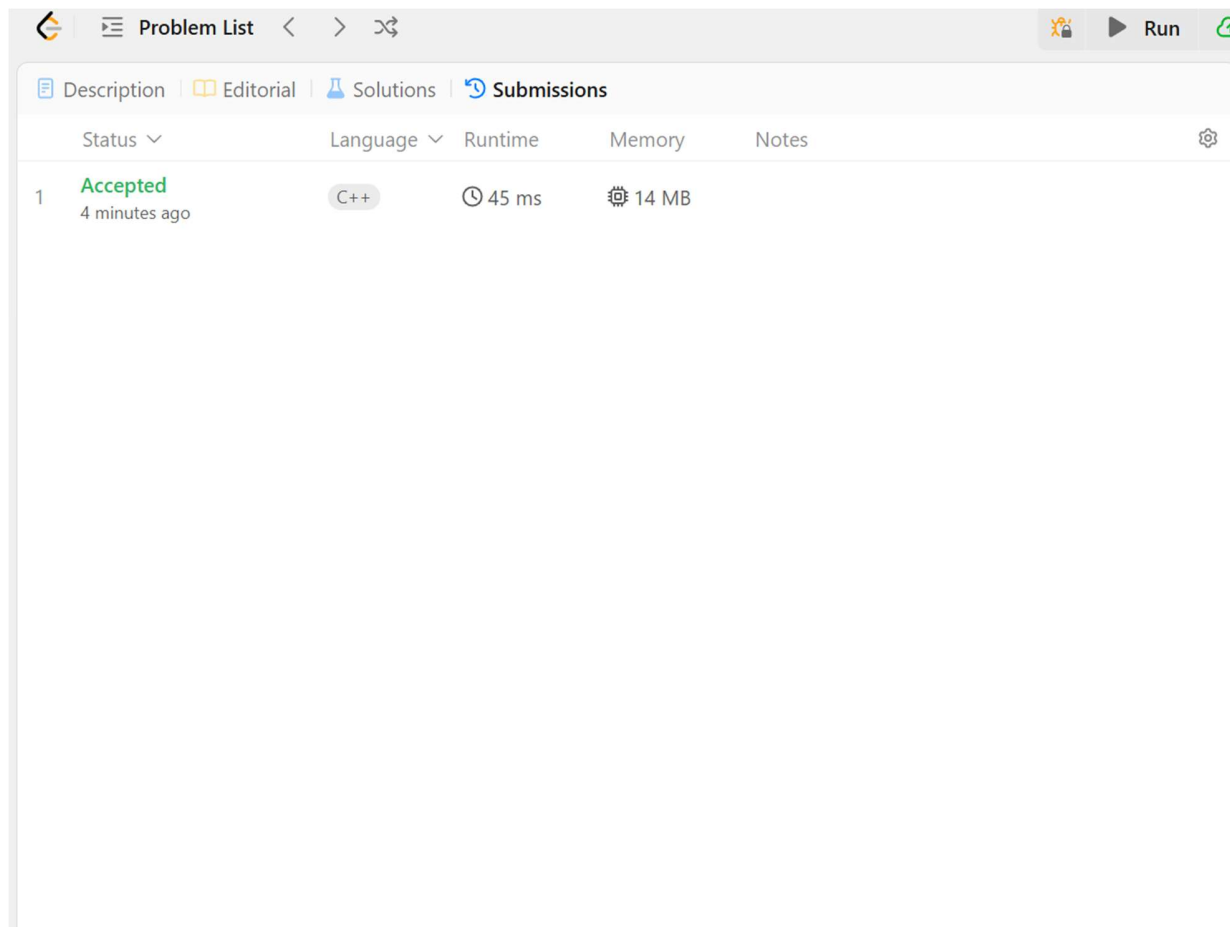 Problem List
Run
Description Editorial Solutions Submissions
Status Language Runtime Memory Notes
1 Accepted C++ 45 ms 14 MB
4 minutes ago